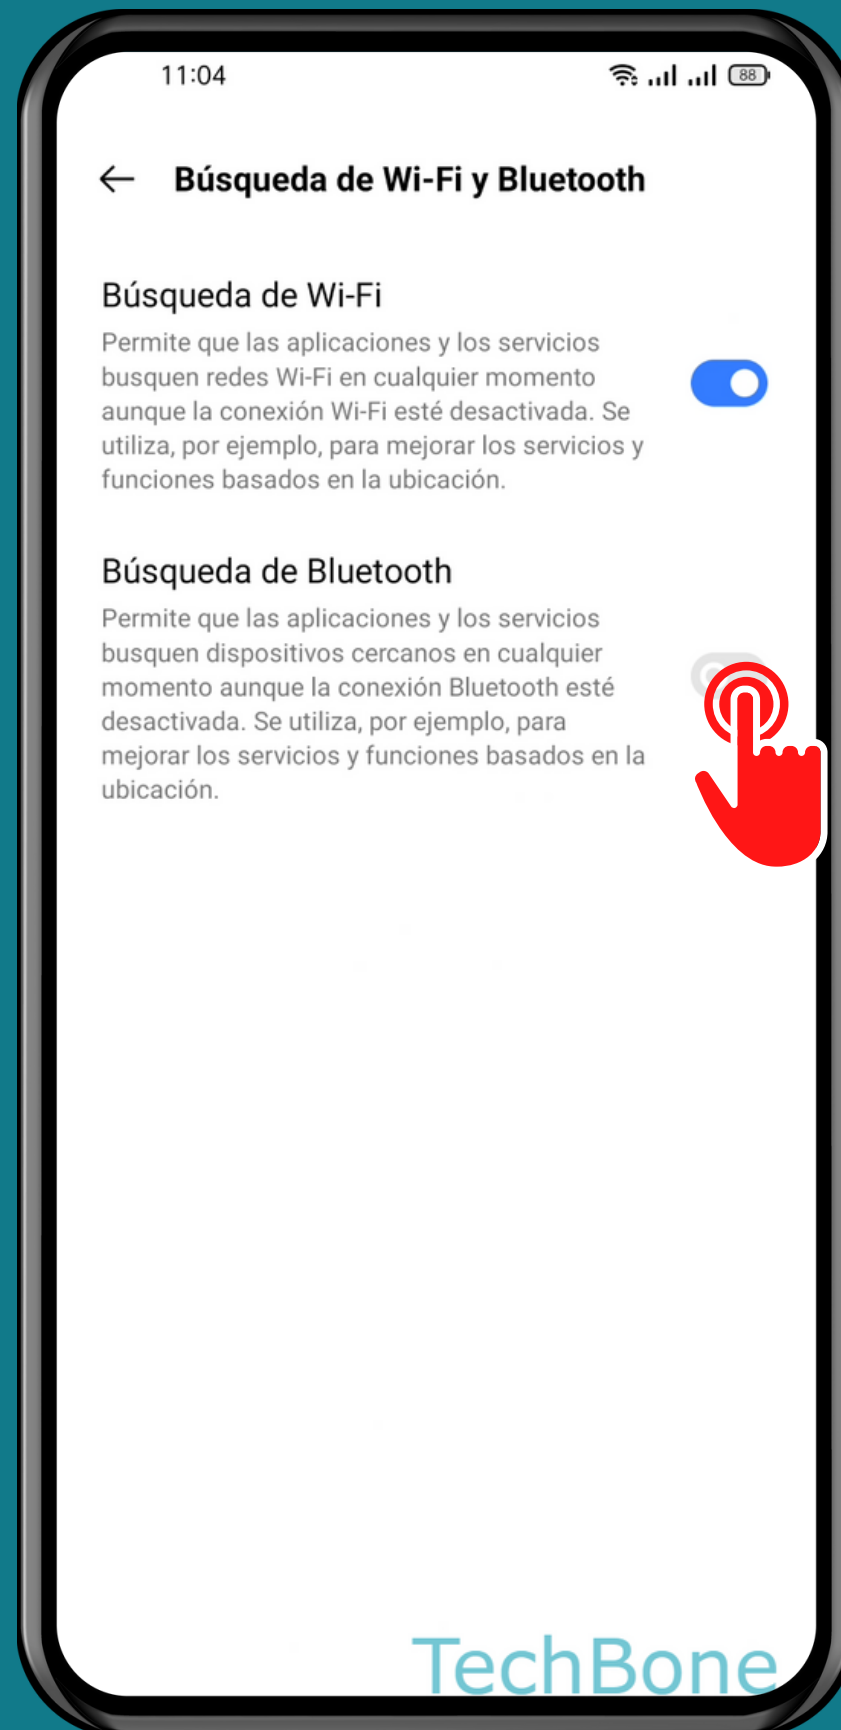 11:04
88
Búsqueda de Wi-Fi y Bluetooth
Búsqueda de Wi-Fi
Permite que las aplicaciones y los servicios
busquen redes Wi-Fi en cualquier momento
aunque la conexión Wi-Fi esté desactivada. Se
utiliza, por ejemplo, para mejorar los servicios y
funciones basados en la ubicación.
Búsqueda de Bluetooth
Permite que las aplicaciones y los servicios
busquen dispositivos cercanos en cualquier
momento aunque la conexión Bluetooth esté
desactivada. Se utiliza, por ejemplo, para
mejorar los servicios y funciones basados en la
ubicación.
TechBone